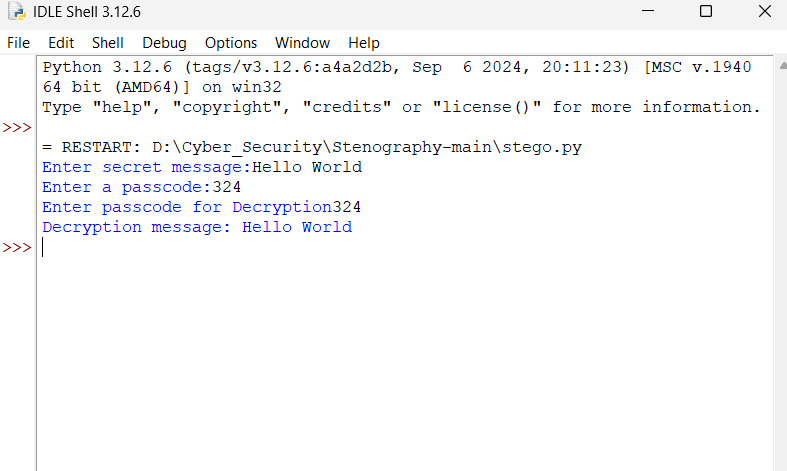 IDLE Shell 3.12.6
File Edit Shell Debug Options Window Help
Python 3.12.6 (tags/v3.12.6:a4a2d2b, Sep  6 2024, 20:11:23) [MSC v.1940
64 bit (AMD64)] on win32
Type "help", "copyright", "credits" or "license()" for more information.
>>>
= RESTART: D:\Cyber_Security\Stenography-main\stego.py
Enter secret message:Hello World
Enter a passcode:324
Enter passcode for Decryption324
Decryption message: Hello World
>>>